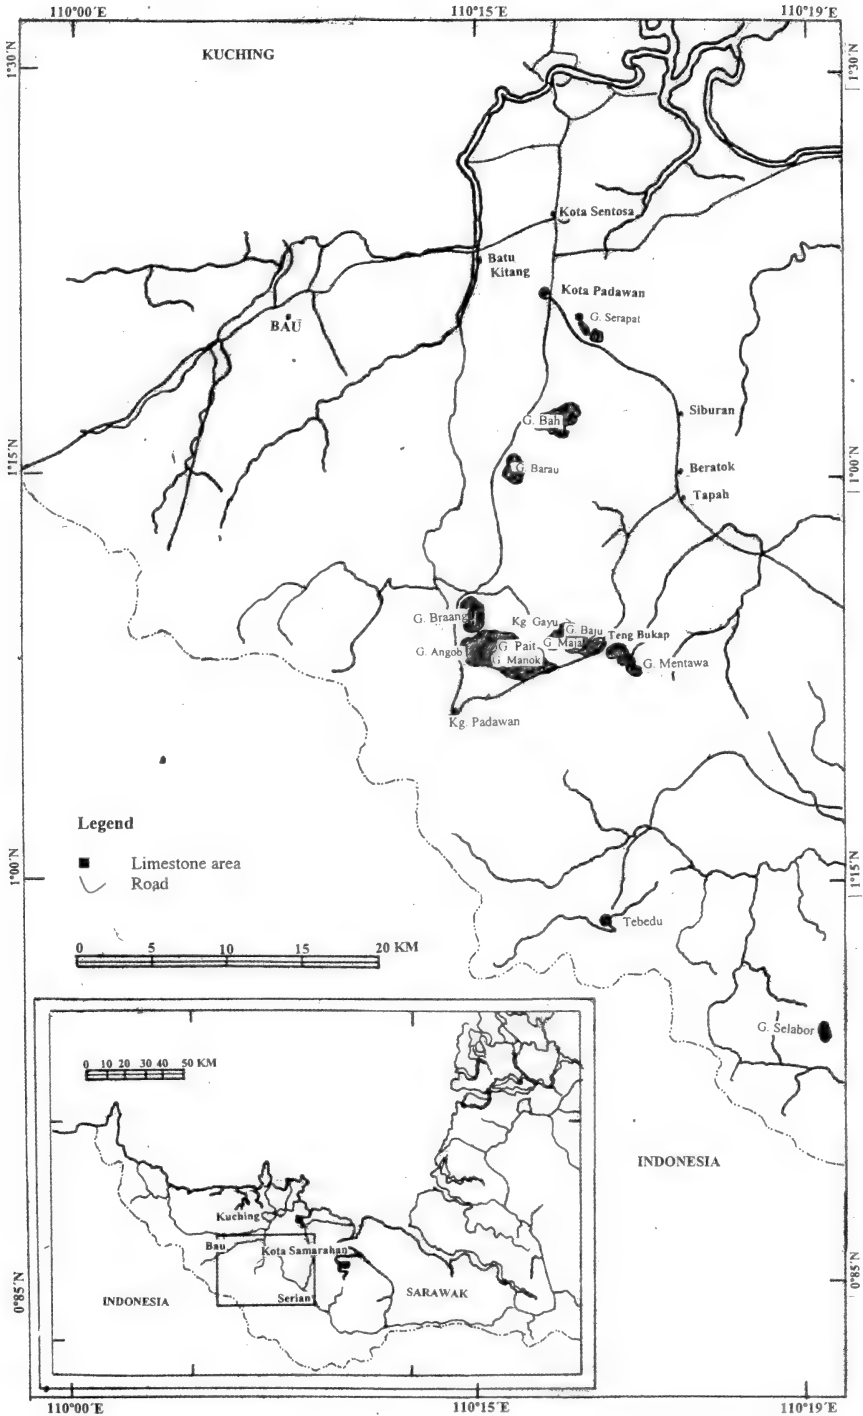 110°00´E
110°15´E
110°19´E
1°30´N
1°30´N
KUCHING
Kota Sentosa
Batu
Kitang
Kota Padawan
G. Serapat
BAU
Siburan
G. Bah
1°15´N
G. Barau
Beratok
1°00´N
Tapah
G. Braang
Kg. Gayu
G. Baju
Teng Bukap
G. Angob
G. Pait
G. Maja
G. Manok
G. Mentawa
Kg. Padawan
Legend
Limestone area
Road
1°00´N
1°15´N
Tebedu
0
5
10
15
20 KM
G. Selabor
0 10 20 30 40 50 KM
INDONESIA
Kuching
Bau
Kota Samarahan
INDONESIA
Serian
SARAWAK
0°85´N
0°85´N
110°00´E
110°15´E
110°19´E